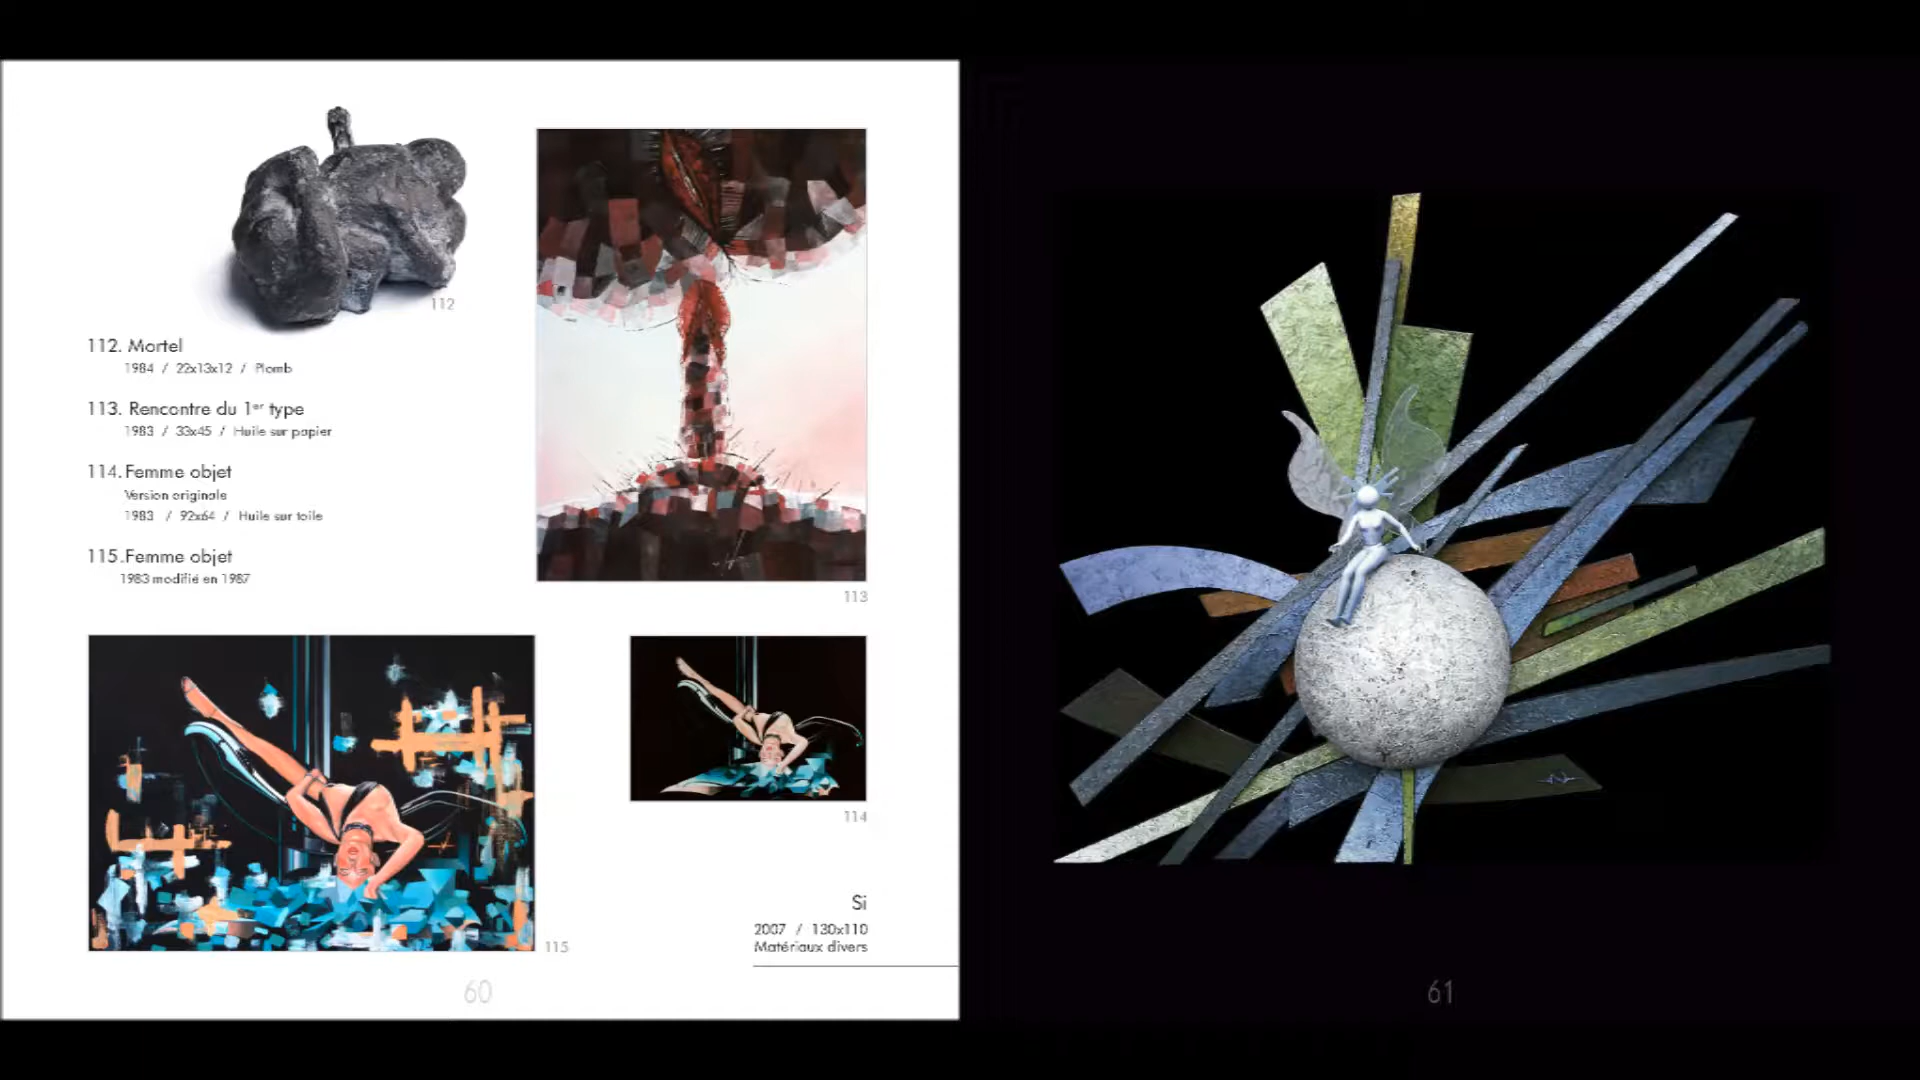 112
112. Mortel
1984 / 22x13x12 / Plomb
113. Rencontre du 1er type
1983 / 33x45 / Huile sur papier
114. Femme objet
Version originale
1983 / 92x64 / Huile sur toile
115. Femme objet
1983 modifié en 1987
113
114
115
Si
2007 / 130x110
Matériaux divers
60
61